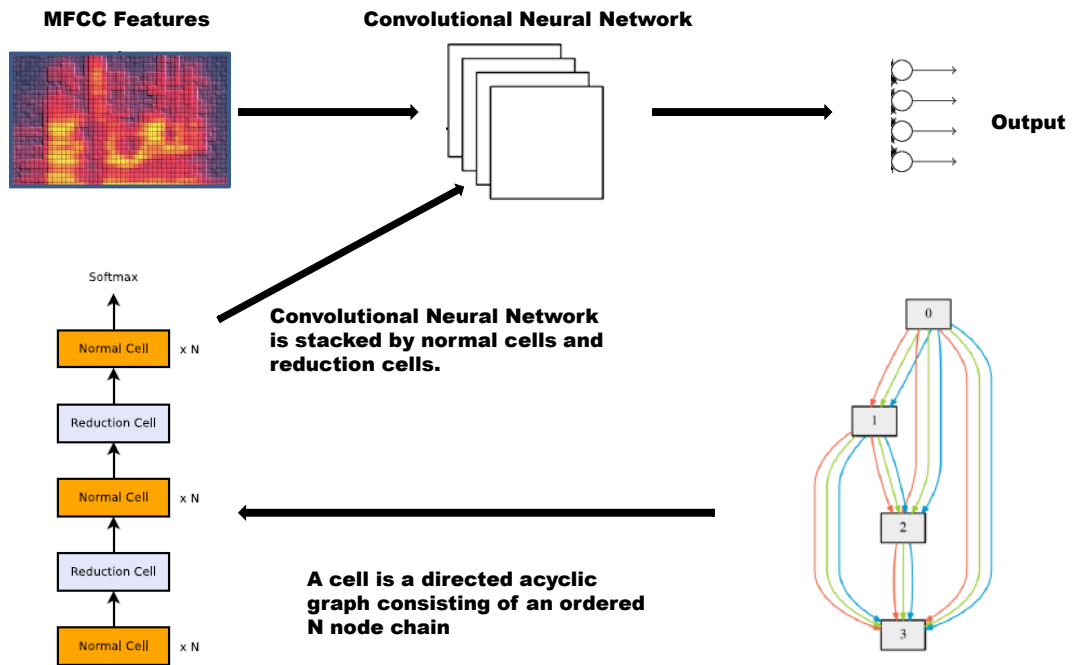 MFCC Features
Convolutional Neural Network
Output
Softmax
Normal Cell
x N
Reduction Cell
Normal Cell
x N
Reduction Cell
Normal Cell
x N
Convolutional Neural Network
is stacked by normal cells and
reduction cells.
0
1
2
3
A cell is a directed acyclic
graph consisting of an ordered
N node chain